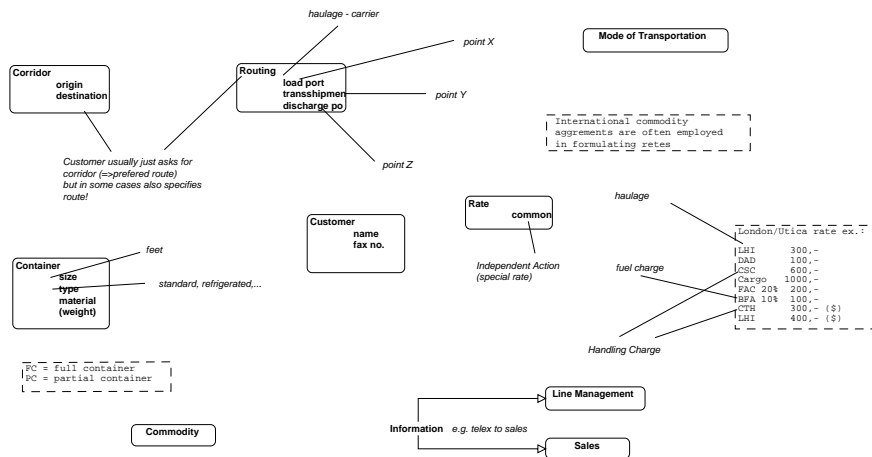 haulage - carrier
point X
Mode of Transportation
Corridor
origin
destination
Routing
load port
transshipmen
discharge po
point Y
International commodity
aggrements are often employed
in formulating retes
point Z
Customer usually just asks for
corridor (=>prefered route)
but in some cases also specifies
route!
Customer
name
fax no.
Rate
common
haulage
London/Utica rate ex.:
LHI 300,-
DAD 100,-
CSC 600,-
Cargo 1000,-
FAC 20% 200,-
BFA 10% 100,-
CTH 300,- ($)
LHI 400,- ($)
feet
Container
size
type
material
(weight)
standard, refrigerated,...
Independent Action
(special rate)
fuel charge
Handling Charge
FC = full container
PC = partial container
Line Management
Information e.g. telex to sales
Commodity
Sales